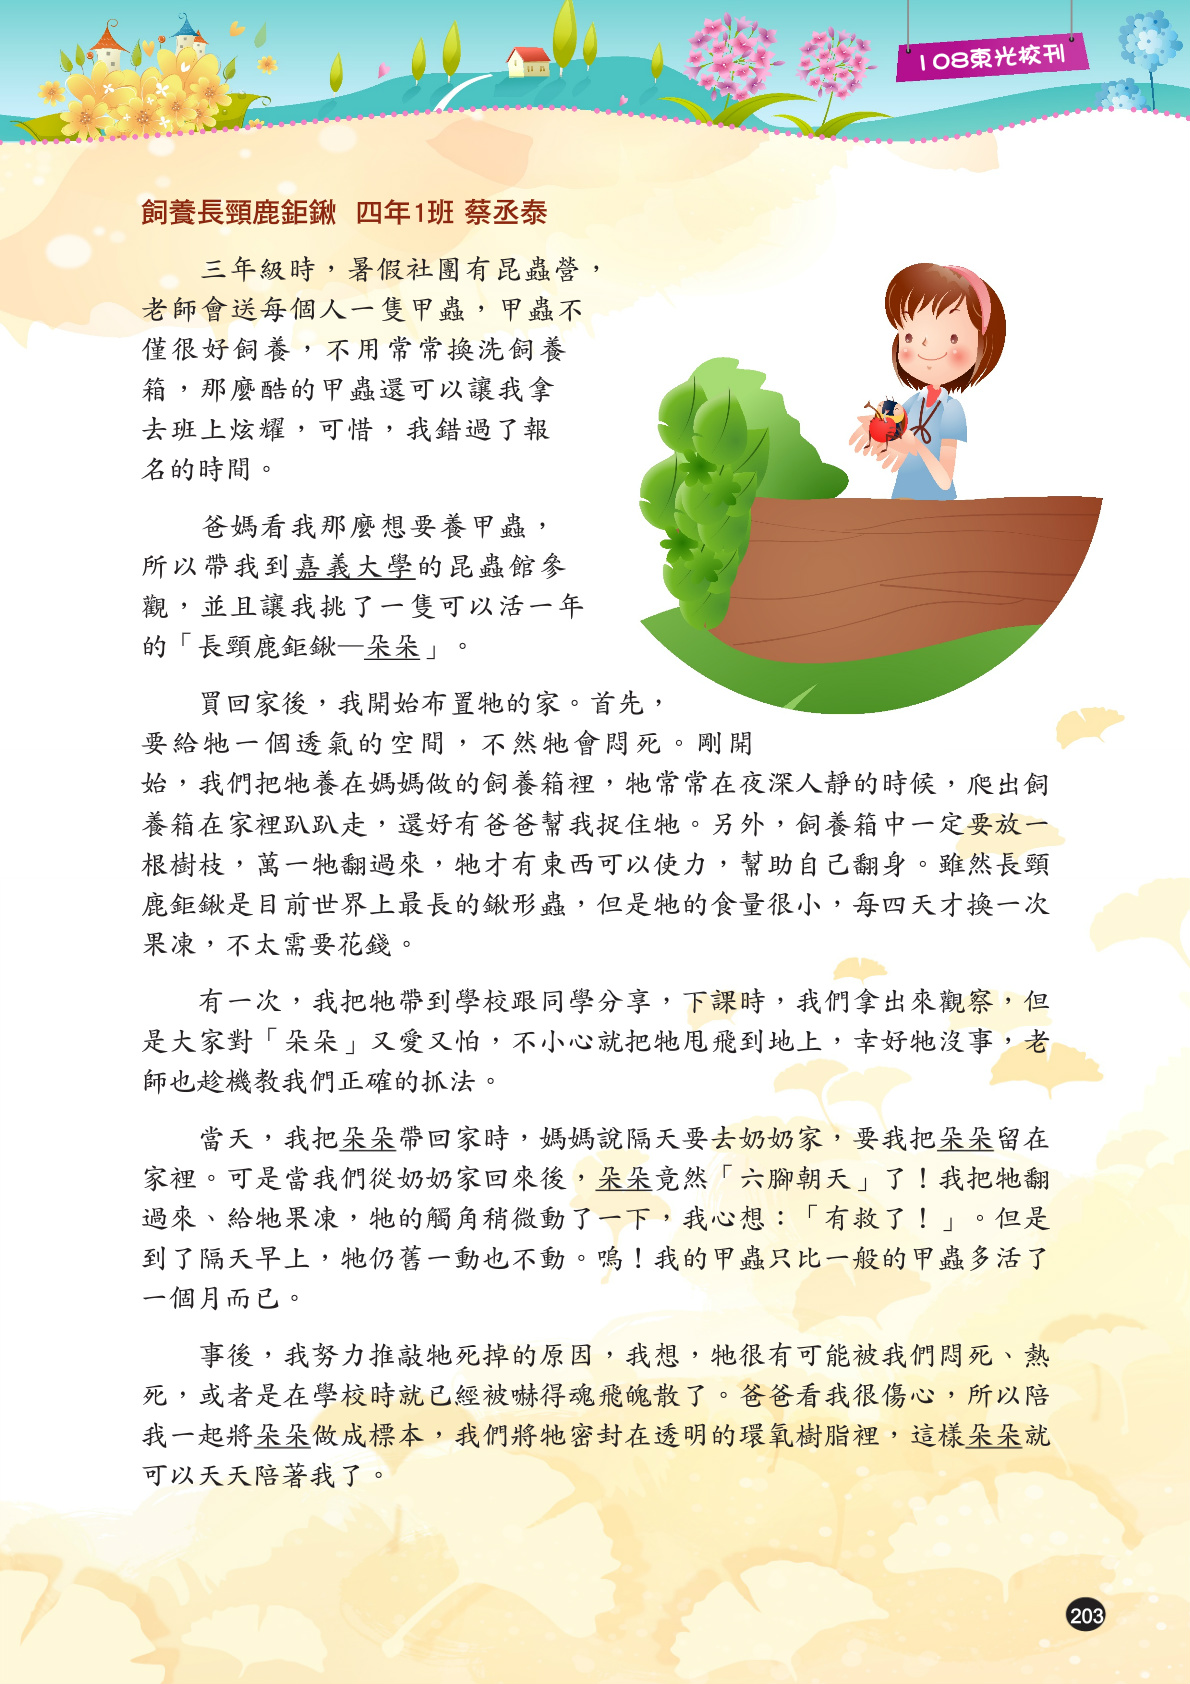 108東光校刊
飼養長頸鹿鉅鍬 四年1班 蔡丞泰
三年級時，暑假社團有昆蟲營，
老師會送每個人一隻甲蟲，甲蟲不
僅很好飼養，不用常常換洗飼養
箱，那麼酷的甲蟲還可以讓我拿
去班上炫耀，可惜，我錯過了報
名的時間。
爸媽看我那麼想要養甲蟲，
所以帶我到嘉義大學的昆蟲館參
觀，並且讓我挑了一隻可以活一年
的「長頸鹿鉅鍬—朵朵」。
買回家後，我開始布置牠的家。首先，
要給牠一個透氣的空間，不然牠會悶死。剛開
始，我們把牠養在媽媽做的飼養箱裡，牠常常在夜深人靜的時候，爬出飼
養箱在家裡趴趴走，還好有爸爸幫我捉住牠。另外，飼養箱中一定要放一
根樹枝，萬一牠翻過來，牠才有東西可以使力，幫助自己翻身。雖然長頸
鹿鉅鍬是目前世界上最長的鍬形蟲，但是牠的食量很小，每四天才換一次
果凍，不太需要花錢。
有一次，我把牠帶到學校跟同學分享，下課時，我們拿出來觀察，但
是大家對「朵朵」又愛又怕，不小心就把牠甩飛到地上，幸好牠沒事，老
師也趁機教我們正確的抓法。
當天，我把朵朵帶回家時，媽媽說隔天要去奶奶家，要我把朵朵留在
家裡。可是當我們從奶奶家回來後，朵朵竟然「六腳朝天」了！我把牠翻
過來、給牠果凍，牠的觸角稍微動了一下，我心想：「有救了！」。但是
到了隔天早上，牠仍舊一動也不動。嗚！我的甲蟲只比一般的甲蟲多活了
一個月而已。
事後，我努力推敲牠死掉的原因，我想，牠很有可能被我們悶死、熱
死，或者是在學校時就已經被嚇得魂飛魄散了。爸爸看我很傷心，所以陪
我一起將朵朵做成標本，我們將牠密封在透明的環氧樹脂裡，這樣朵朵就
可以天天陪著我了。
203